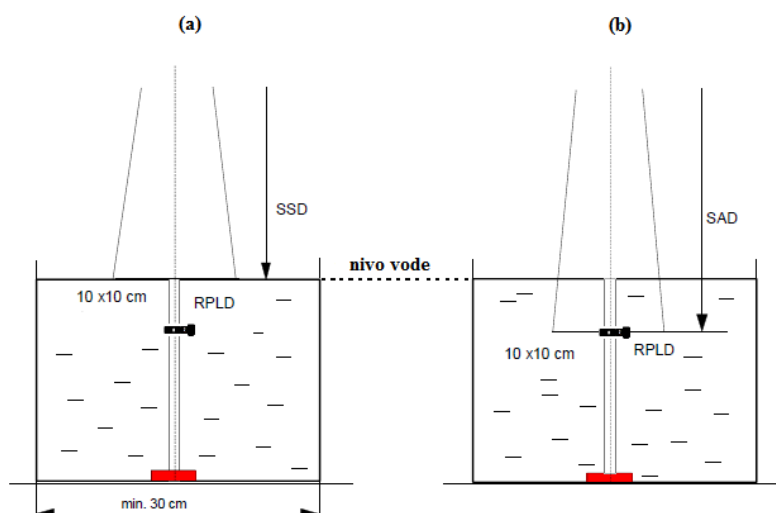 (a)
(b)
SSD
SAD
nivo vode
10 x10 cm
RPLD
10 x10 cm
RPLD
min. 30 cm